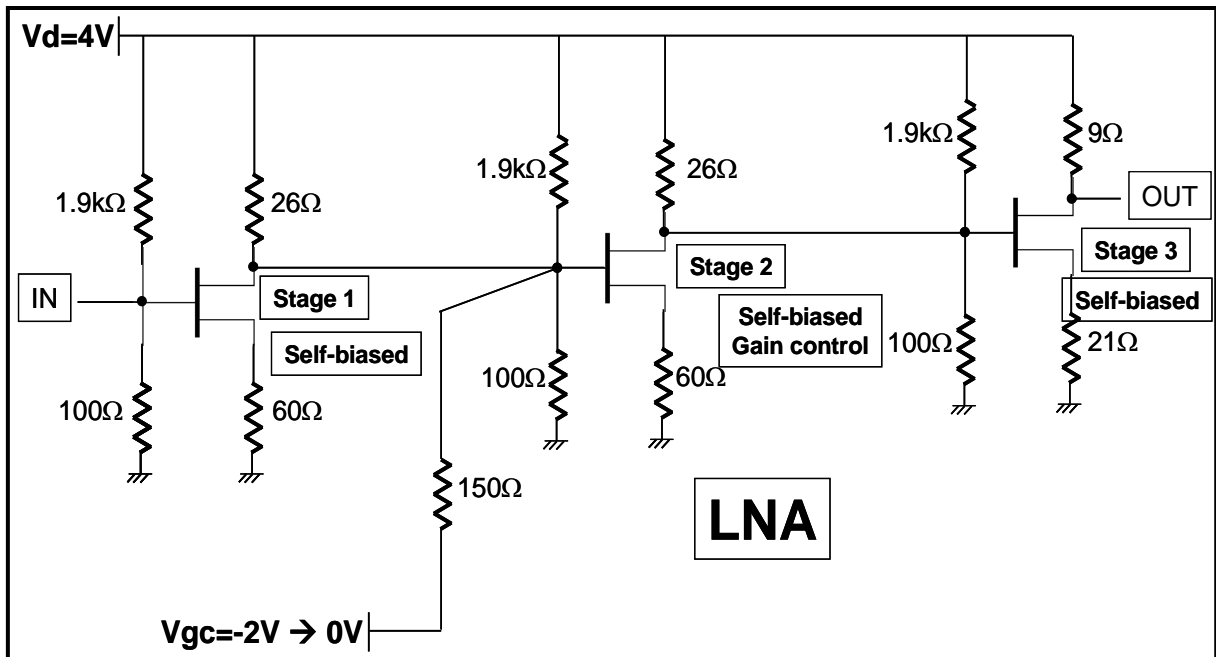 Vd=4V
1.9kΩ
26Ω
1.9kΩ
26Ω
1.9kΩ
9Ω
OUT
IN
Stage 1
Stage 2
Stage 3
Self-biased
Self-biased
Gain control
Self-biased
100Ω
60Ω
100Ω
60Ω
100Ω
21Ω
150Ω
LNA
Vgc=-2V → 0V